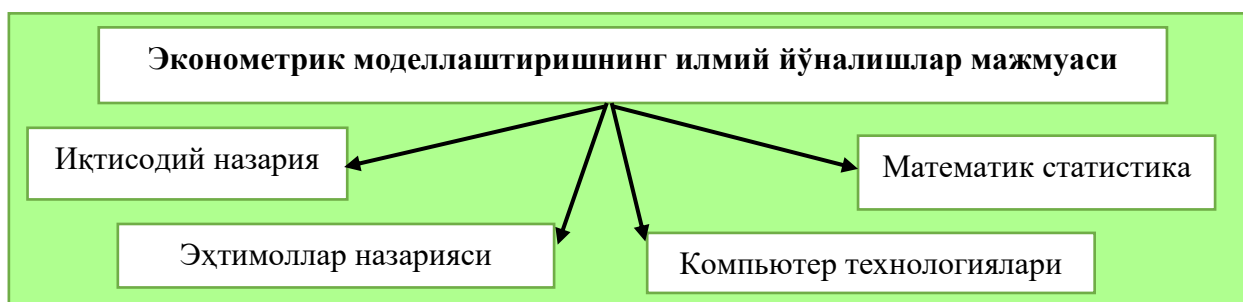 Эконометрик моделлаштиришнинг илмий йўналишлар мажмуаси
Иқтисодий назария
Математик статистика
Эҳтимоллар назарияси
Компьютер технологиялари